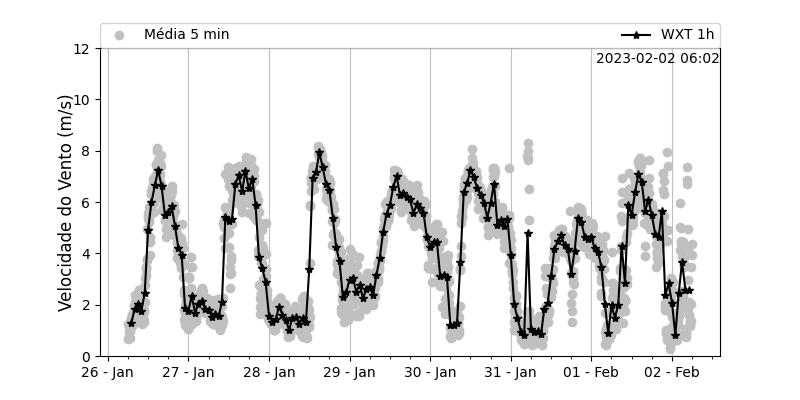 Média 5 min
WXT 1h
2023-02-02 06:02
Velocidade do Vento (m/s)
12
10
8
6
4
2
0
26 - Jan
27 - Jan
28 - Jan
29 - Jan
30 - Jan
31 - Jan
01 - Feb
02 - Feb